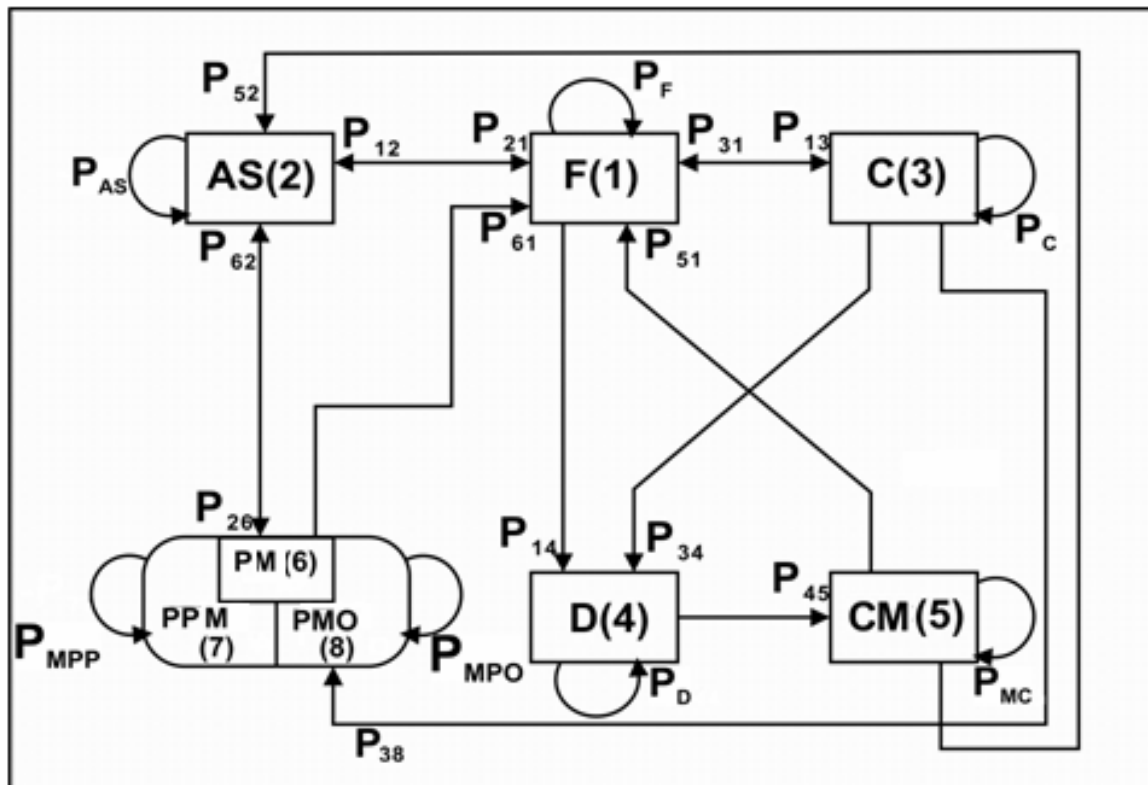 P52
PF
P12
P21
P31
P13
AS(2)
F(1)
C(3)
PAS
P62
P61
P51
PC
P26
P14
P34
PM (6)
PPM
(7)
PMO
(8)
P45
D(4)
CM(5)
PMPP
PMPO
PD
PMC
P38